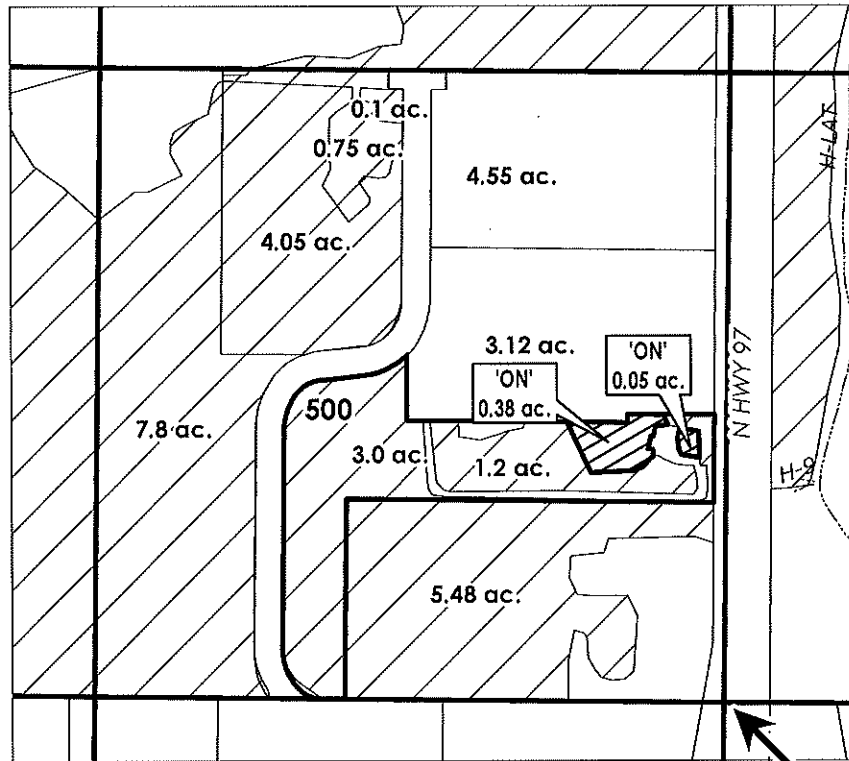 0.1 ac.
0.75 ac.
4.55 ac.
4.05 ac.
H-LAT
3.12 ac.
'ON'
0.05 ac.
'ON'
0.38 ac.
N HWY 97
500
7.8 ac.
3.0 ac.
1.2 ac.
H-9
5.48 ac.